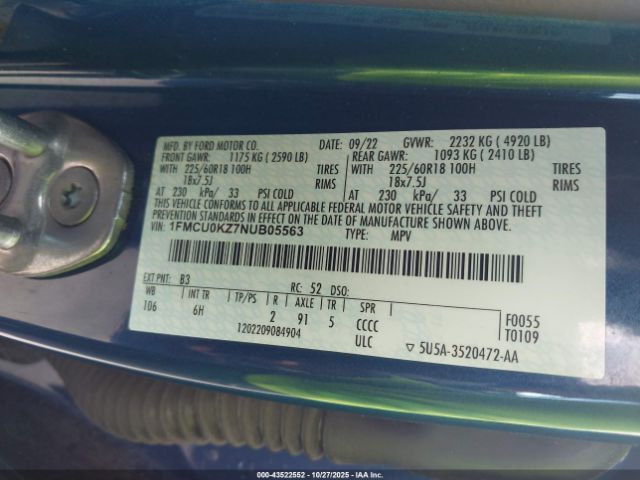 MFD. BY FORD MOTOR CO. 09/22 GVWR: 2232 KG ( 4920 LB)
FRONT GAWR: 1175 KG ( 2590 LB) REAR GAWR: 1093 KG ( 2410 LB)
WITH 225/60R18 100H TIRES WITH 225/60R18 100H TIRES
18x7.5J RIMS 18x7.5J RIMS
AT 230 kPa/ 33 PSI COLD AT 230 kPa/ 33 PSI COLD
THIS VEHICLE CONFORMS TO ALL APPLICABLE FEDERAL MOTOR VEHICLE SAFETY AND THEFT
PREVENTION STANDARDS IN EFFECT ON THE DATE OF MANUFACTURE SHOWN ABOVE.
VIN: 1FMCU0KZ7NUB05563 TYPE: MPV
EXT PNT: B3 RC: 52 DSO:
WB INT TR TP/PS R AXLE TR SPR
106 6H 2 91 5 CCCC F0055
1202209084904 ULC T0109
▽ 5U5A-3520472-AA
000-43522552 - 10/27/2025 - IAA Inc.